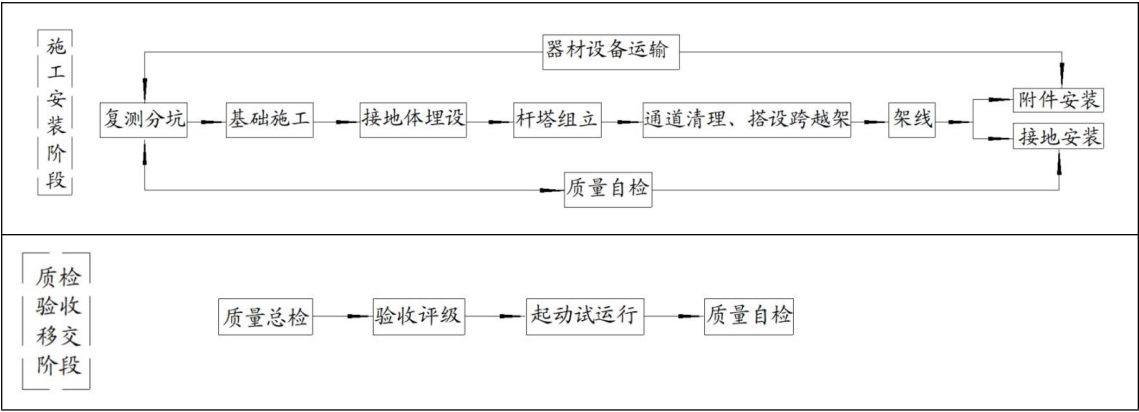 施工安装阶段
器材设备运输
复测分坑
基础施工
接地体埋设
杆塔组立
通道清理、搭设跨越架
架线
附件安装
接地安装
质量自检
质检
验收
移交
阶段
质量总检
验收评级
起动试运行
质量自检